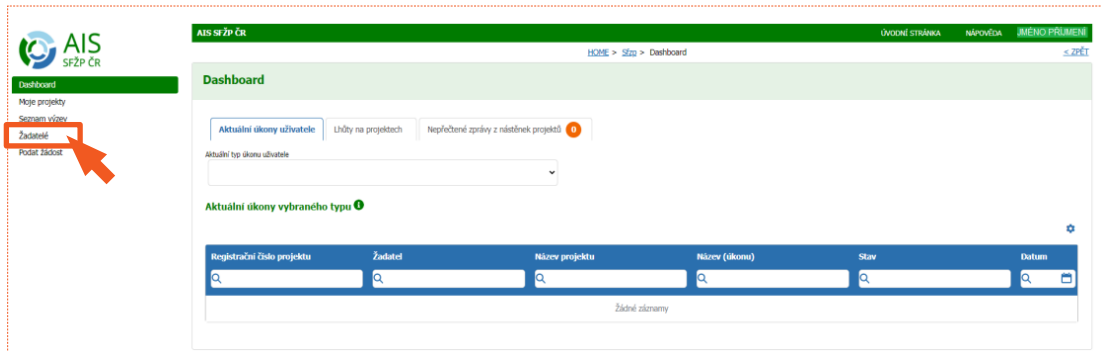 AIS
SFŽP ČR
AIS SFŽP ČR
ÚVODNÍ STRÁNKA
NÁPOVĚDA
JMÉNO PŘIJMENÍ
HOME > Sfzp > Dashboard
< ZPĚT
Dashboard
Moje projekty
Seznam výzev
Žadatelé
Podat žádost
Dashboard
Aktuální úkony uživatele
Lhůty na projektech
Nepřečtené zprávy z nástěnek projektů 0
Aktuální typ úkonu uživatele
Aktuální úkony vybraného typu
Registrační číslo projektu
Žadatel
Název projektu
Název (úkonu)
Stav
Datum
Žádné záznamy